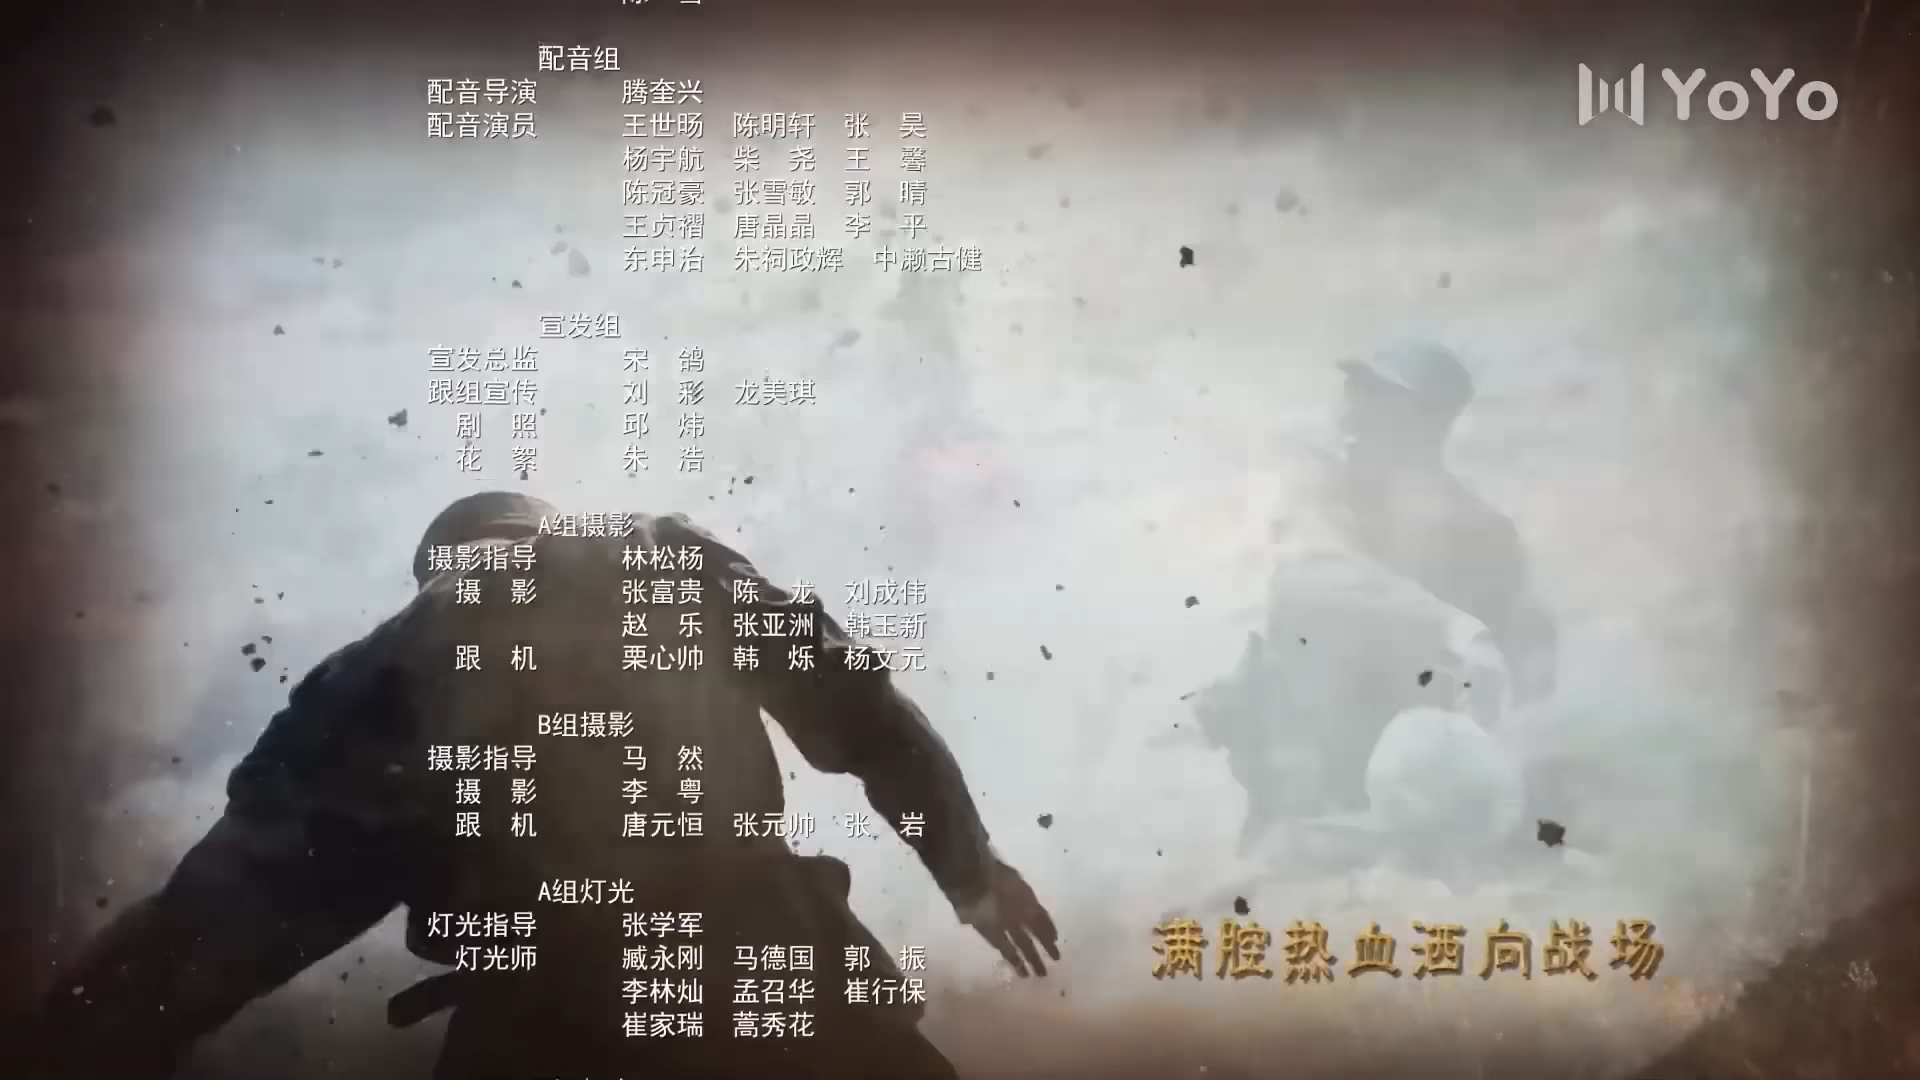 配音组
配音导演 腾奎兴
配音演员 王世旸 陈明轩 张 昊
杨宇航 柴 尧 王 馨
陈冠豪 张雪敏 郭 晴
王贞褶 唐晶晶 李 平
东申治 朱祠政辉 中濑古健
宣发组
宣发总监 宋 鸽
跟组宣传 刘 彩 龙美琪
剧 照 邱 炜
花 絮 朱 浩
A组摄影
摄影指导 林松杨
摄 影 张富贵 陈 龙 刘成伟
赵 乐 张亚洲 韩玉新
跟 机 栗心帅 韩 烁 杨文元
B组摄影
摄影指导 马 然
摄 影 李 粤
跟 机 唐元恒 张元帅 张 岩
A组灯光
灯光指导 张学军
灯光师 臧永刚 马德国 郭 振
李林灿 孟召华 崔行保
崔家瑞 蒿秀花
YoYo
满腔热血洒向战场